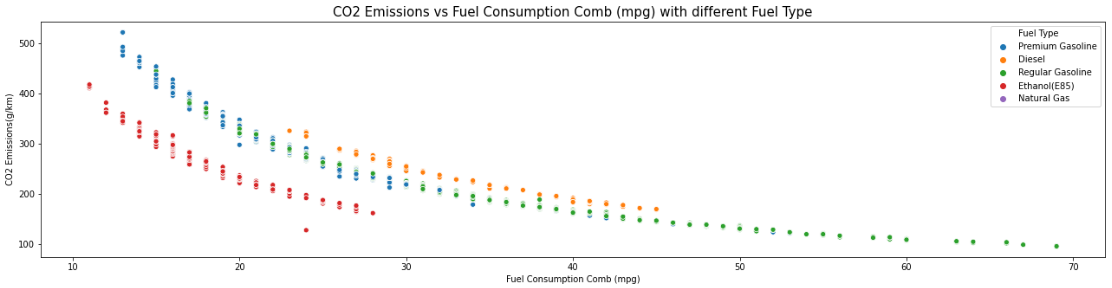 CO2 Emissions vs Fuel Consumption Comb (mpg) with different Fuel Type
Fuel Type
Premium Gasoline
Diesel
Regular Gasoline
Ethanol(E85)
Natural Gas
CO2 Emissions(g/km)
500
400
300
200
100
10 20 30 40 50 60 70
Fuel Consumption Comb (mpg)